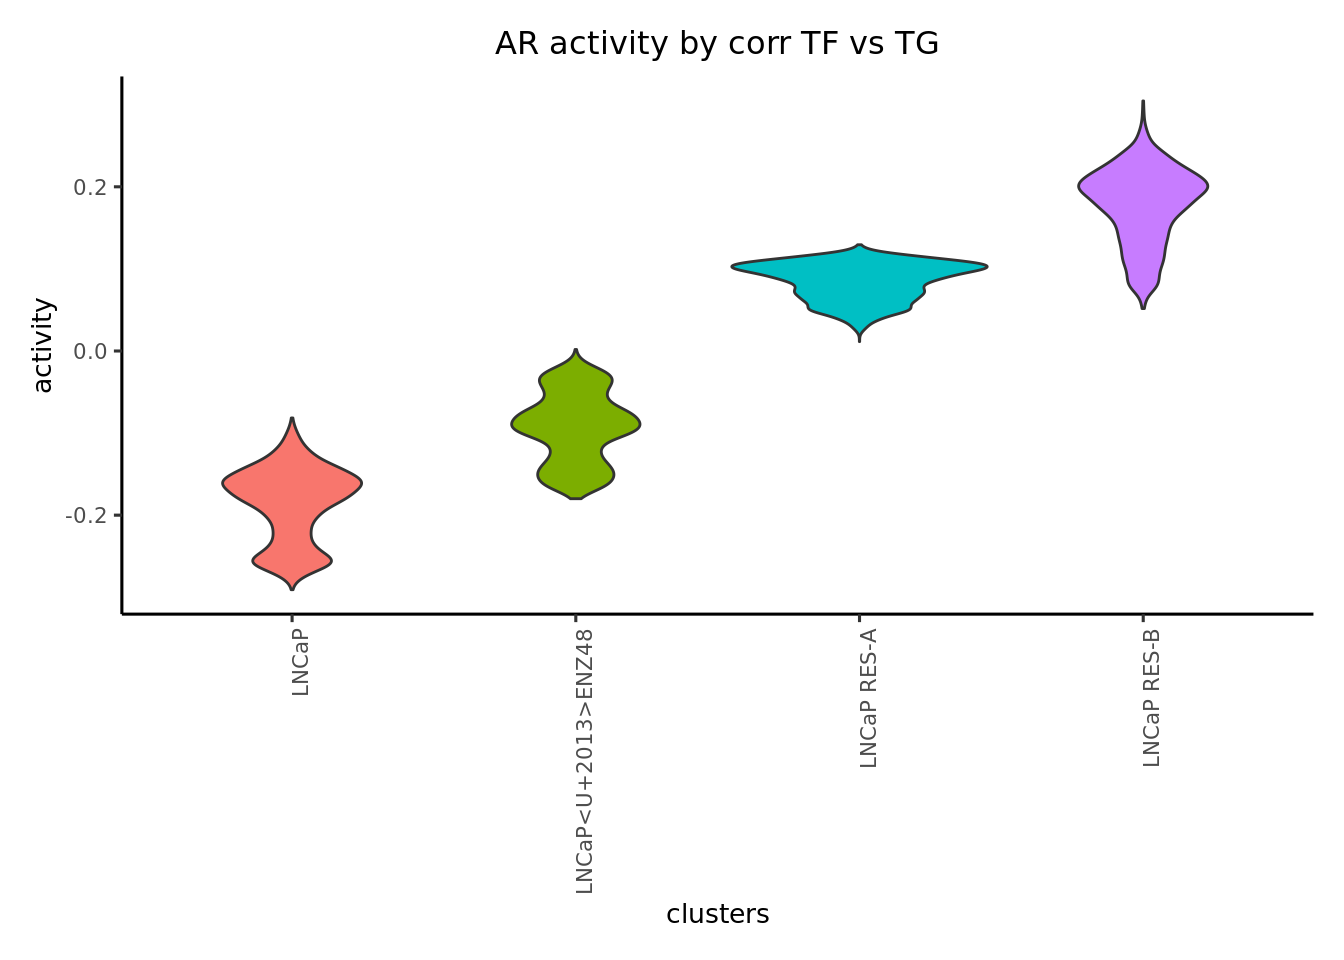 AR activity by corr TF vs TG
activity
0.2
0.0
-0.2
LNCaP
LNCaP<U+2013>ENZ48
LNCaP RES-A
LNCaP RES-B
clusters